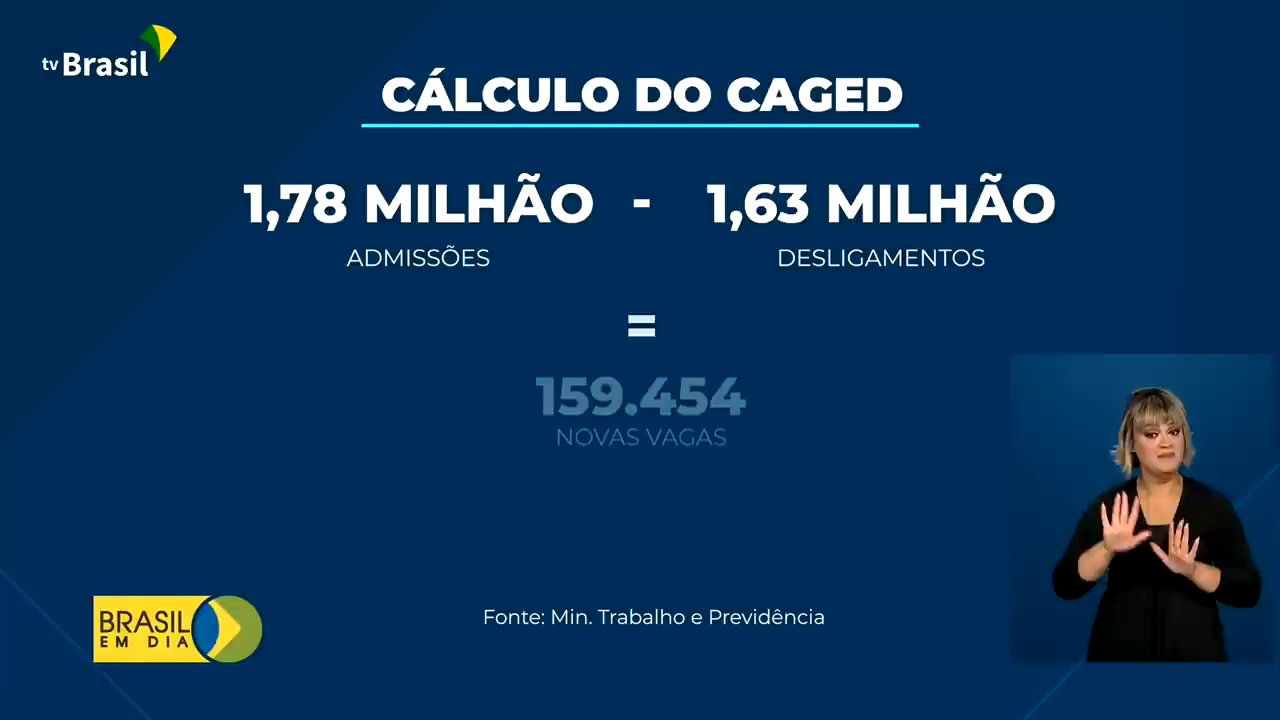 tv Brasil
CÁLCULO DO CAGED
1,78 MILHÃO - 1,63 MILHÃO
ADMISSÕES DESLIGAMENTOS
=
159.454
NOVAS VAGAS
BRASIL
EM DIA
Fonte: Min. Trabalho e Previdência